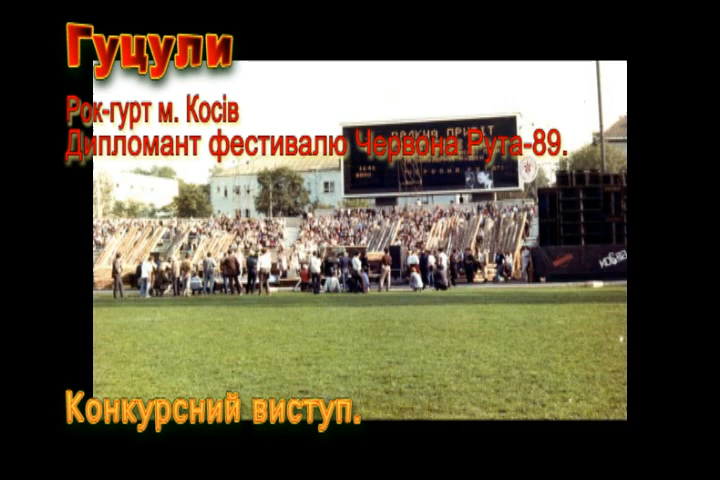 Гуцули
Рок-гурт м. Косів
Дипломант фестивалю Червона Рута-89.
Конкурсний виступ.